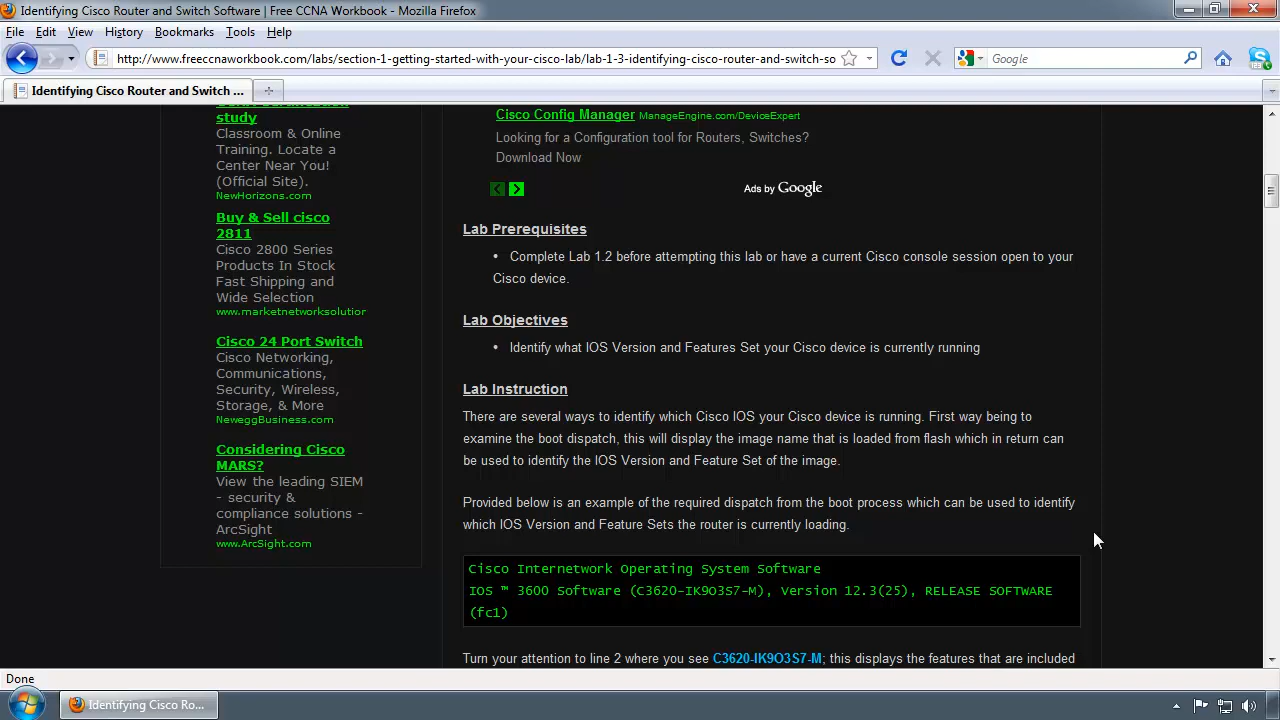 Identifying Cisco Router and Switch Software | Free CCNA Workbook - Mozilla Firefox
File Edit View History Bookmarks Tools Help
http://www.freeccnaworkbook.com/labs/section-1-getting-started-with-your-cisco-lab/lab-1-3-identifying-cisco-router-and-switch-so
Google
Identifying Cisco Router and Switch ...
study
Classroom & Online
Training. Locate a
Center Near You!
(Official Site).
NewHorizons.com
Buy & Sell cisco
2811
Cisco 2800 Series
Products In Stock
Fast Shipping and
Wide Selection
www.marketnetworksolutior
Cisco 24 Port Switch
Cisco Networking,
Communications,
Security, Wireless,
Storage, & More
NeweggBusiness.com
Considering Cisco
MARS?
View the leading SIEM
- security &
compliance solutions -
ArcSight
www.ArcSight.com
Cisco Config Manager ManageEngine.com/DeviceExpert
Looking for a Configuration tool for Routers, Switches?
Download Now
Ads by Google
Lab Prerequisites
• Complete Lab 1.2 before attempting this lab or have a current Cisco console session open to your
Cisco device.
Lab Objectives
• Identify what IOS Version and Features Set your Cisco device is currently running
Lab Instruction
There are several ways to identify which Cisco IOS your Cisco device is running. First way being to
examine the boot dispatch, this will display the image name that is loaded from flash which in return can
be used to identify the IOS Version and Feature Set of the image.
Provided below is an example of the required dispatch from the boot process which can be used to identify
which IOS Version and Feature Sets the router is currently loading.
Cisco Internetwork Operating System Software
IOS ™ 3600 Software (C3620-IK9O3S7-M), Version 12.3(25), RELEASE SOFTWARE
(fc1)
Turn your attention to line 2 where you see C3620-IK9O3S7-M; this displays the features that are included
Done
Identifying Cisco Ro...